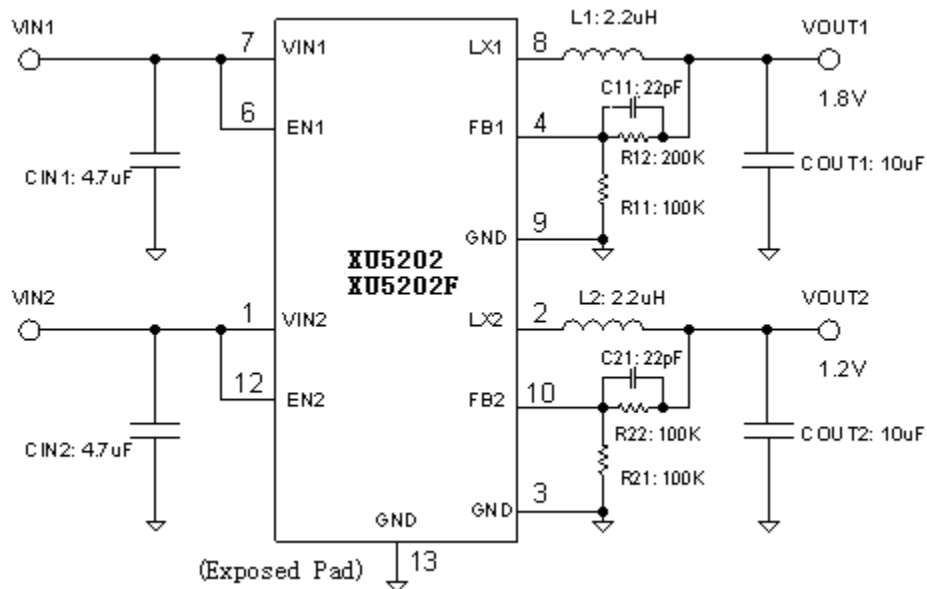 VIN1
7
VIN1
LX1
8
L1: 2.2uH
VOUT1
1.8V
6
EN1
FB1
4
C11: 22pF
R12: 200K
R11: 100K
CIN1: 4.7uF
COUT1: 10uF
GND
9
XU5202
XU5202F
VIN2
1
VIN2
LX2
2
L2: 2.2uH
VOUT2
1.2V
12
EN2
FB2
10
C21: 22pF
R22: 100K
R21: 100K
CIN2: 4.7uF
COUT2: 10uF
GND
3
GND
13
(Exposed Pad)